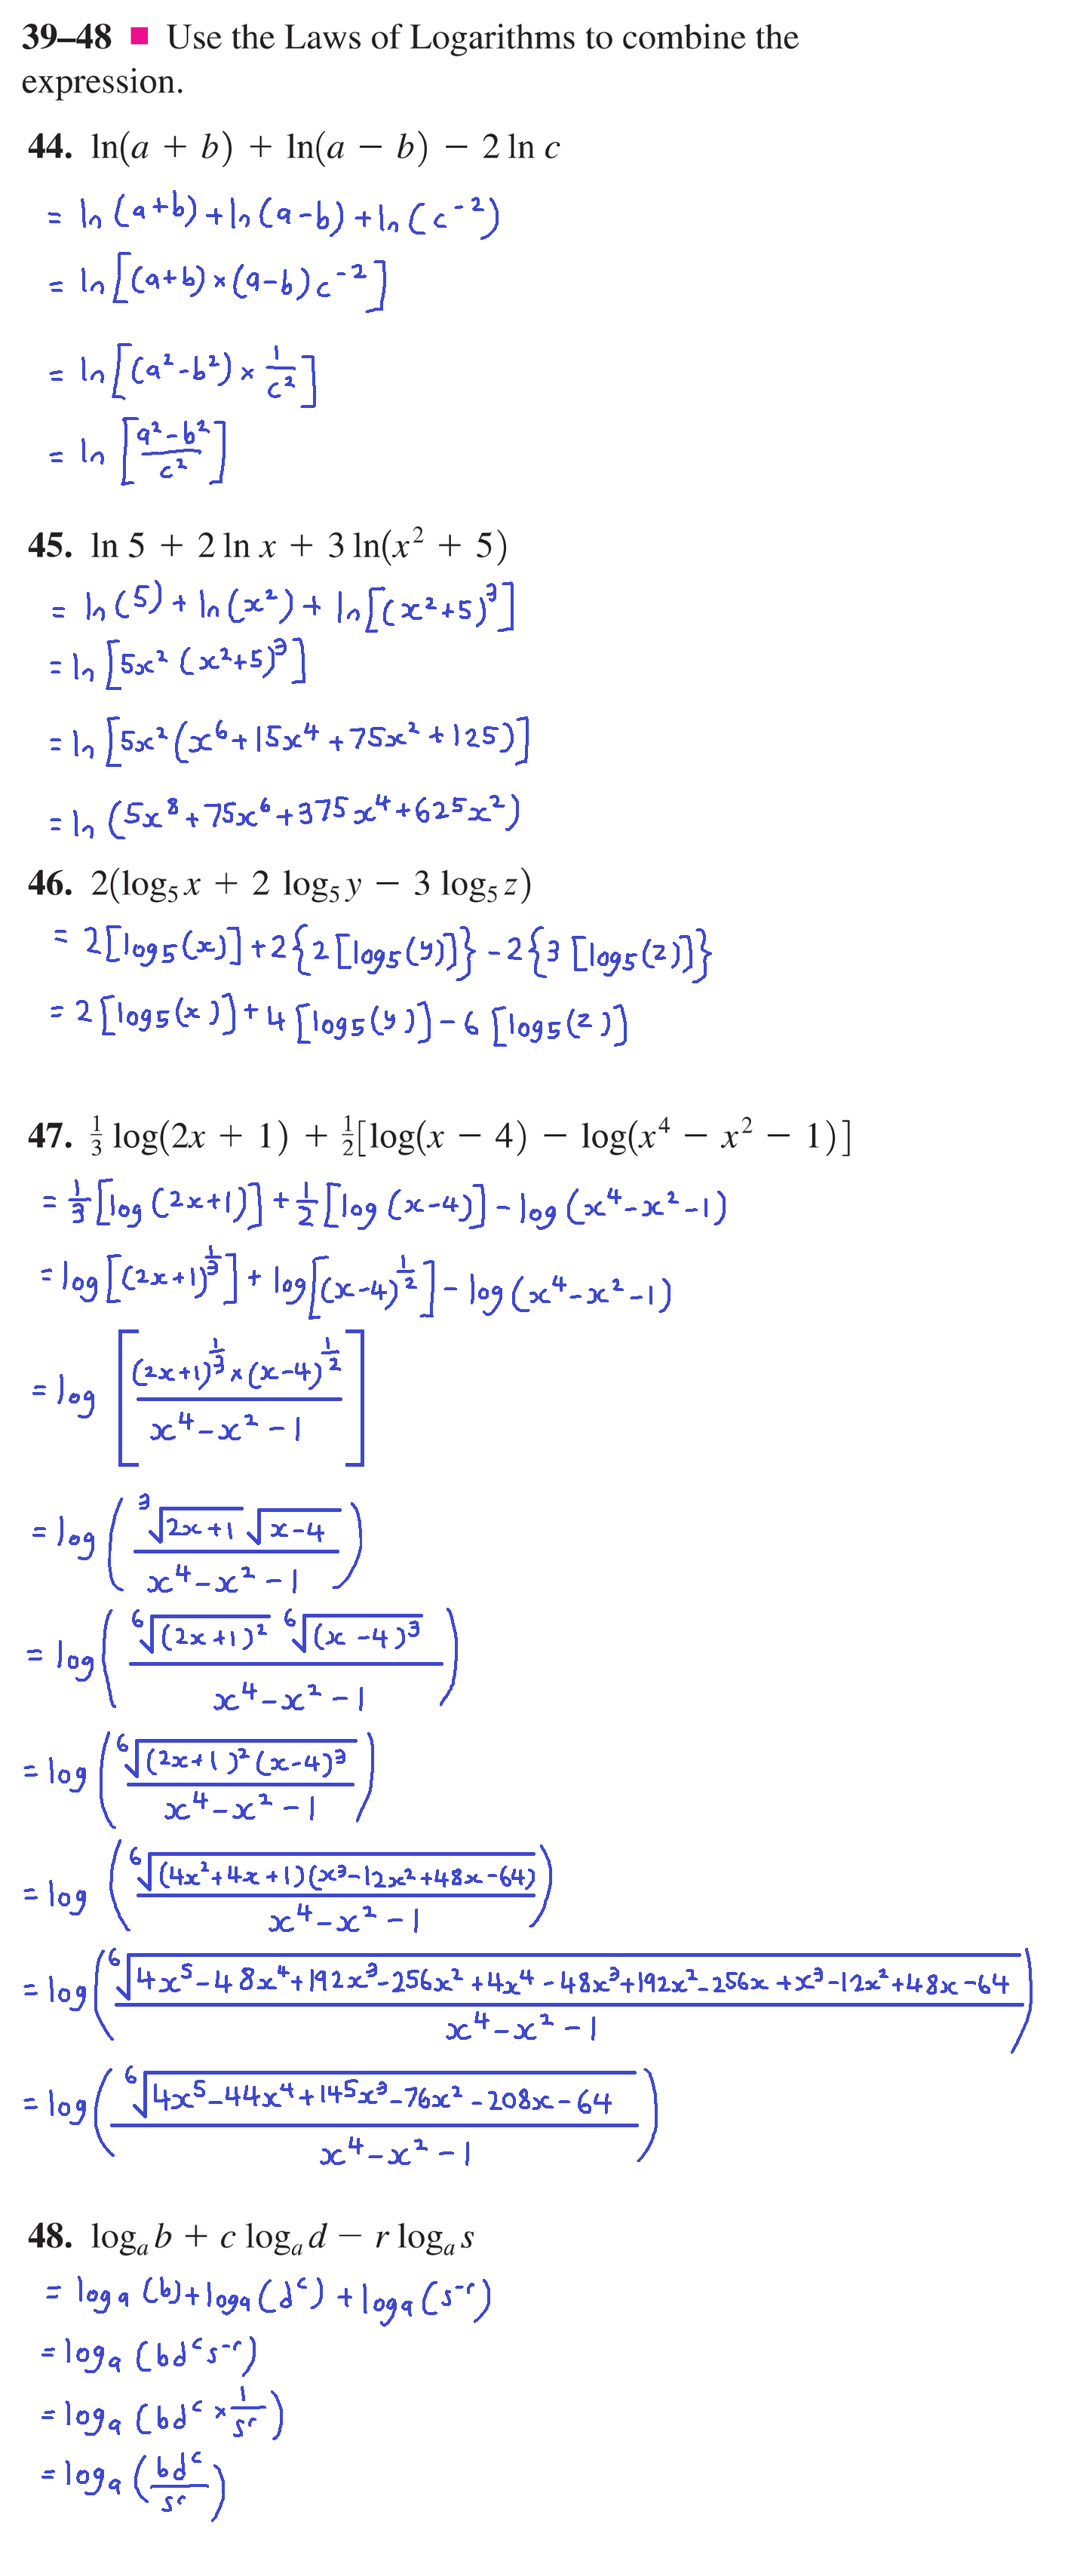 39–48 ■ Use the Laws of Logarithms to combine the
expression.
44. ln(a + b) + ln(a − b) − 2 ln c
= ln (a+b) + ln (a-b) + ln (c⁻²)
= ln [(a+b) × (a-b) c⁻²]
= ln [(a²-b²) × 1/c²]
= ln [(a²-b²)/c²]
45. ln 5 + 2 ln x + 3 ln(x² + 5)
= ln (5) + ln (x²) + ln [(x²+5)³]
= ln [5x² (x²+5)³]
= ln [5x² (x⁶+15x⁴+75x²+125)]
= ln (5x⁸+75x⁶+375x⁴+625x²)
46. 2(log₅ x + 2 log₅ y − 3 log₅ z)
= 2[log₅(x)] + 2{2[log₅(y)]} - 2{3[log₅(z)]}
= 2[log₅(x)] + 4[log₅(y)] - 6[log₅(z)]
47. 1/3 log(2x + 1) + 1/2[log(x − 4) − log(x⁴ − x² − 1)]
= 1/3 [log (2x+1)] + 1/2 [log (x-4)] - log (x⁴-x²-1)
= log [(2x+1)^(1/3)] + log [(x-4)^(1/2)] - log (x⁴-x²-1)
= log [((2x+1)^(1/3) × (x-4)^(1/2))/(x⁴-x²-1)]
= log ((³√(2x+1) √(x-4))/(x⁴-x²-1))
= log ((⁶√((2x+1)²) ⁶√((x-4)³))/(x⁴-x²-1))
= log ((⁶√((2x+1)²(x-4)³))/(x⁴-x²-1))
= log ((⁶√((4x²+4x+1)(x³-12x²+48x-64)))/(x⁴-x²-1))
= log ((⁶√(4x⁵-48x⁴+192x³-256x²+4x⁴-48x³+192x²-256x+x³-12x²+48x-64))/(x⁴-x²-1))
= log ((⁶√(4x⁵-44x⁴+145x³-76x²-208x-64))/(x⁴-x²-1))
48. logₐ b + c logₐ d − r logₐ s
= logₐ (b) + logₐ (d^c) + logₐ (s^-r)
= logₐ (bd^c s^-r)
= logₐ (bd^c × 1/s^r)
= logₐ (bd^c/s^r)